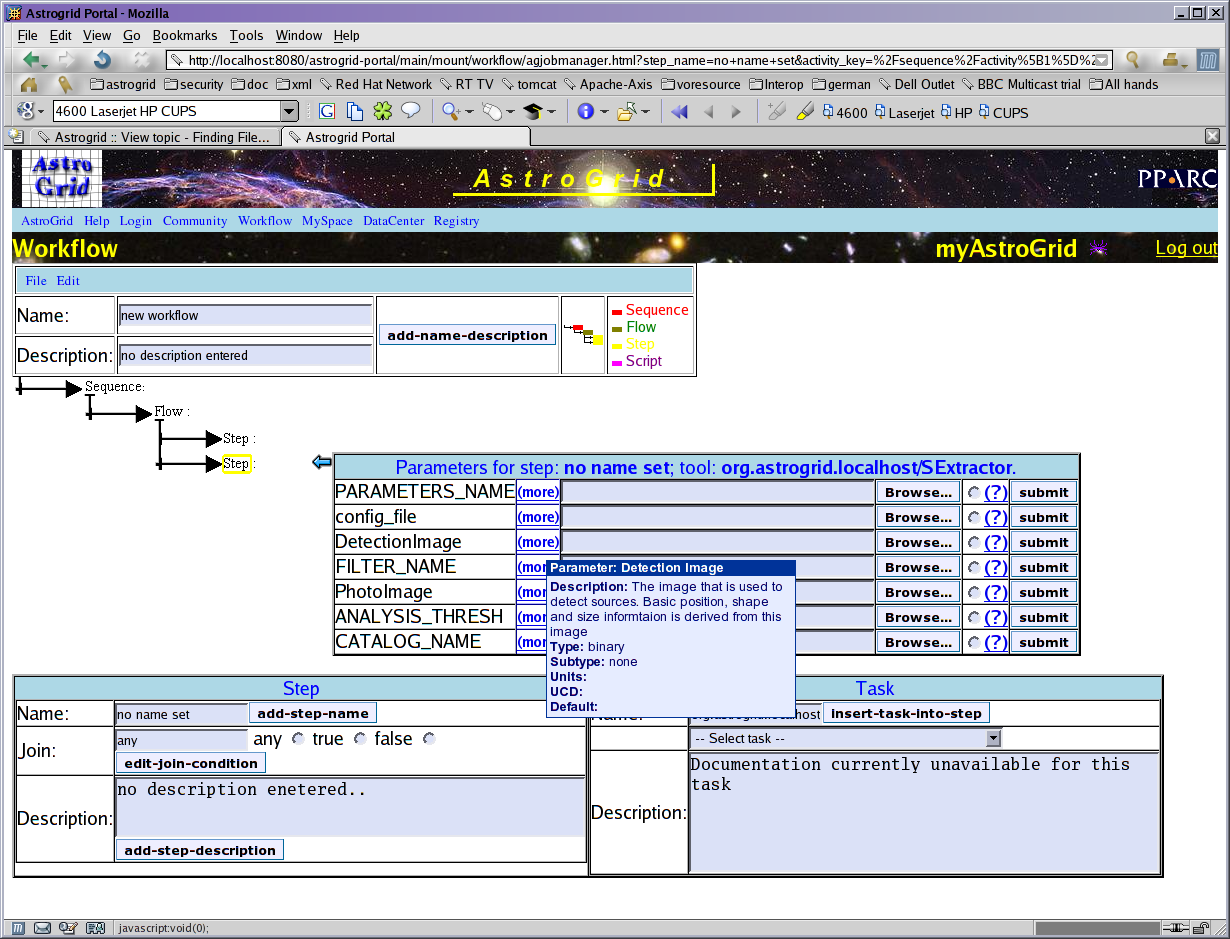 Astrogrid Portal - Mozilla
File Edit View Go Bookmarks Tools Window Help
http://localhost:8080/astrogrid-portal/main/mount/workflow/agjobmanager.html?step_name=no+name+set&activity_key=%2Fsequence%2Factivity%5B1%5D%2
astrogrid security doc xml Red Hat Network RT TV tomcat Apache-Axis voresource Interop german Dell Outlet BBC Multicast trial All hands
4600 Laserjet HP CUPS 4600 Laserjet HP CUPS
Astrogrid :: View topic - Finding File... Astrogrid Portal
Astro
Grid
AstroGrid
PPARC
AstroGrid Help Login Community Workflow MySpace DataCenter Registry
Workflow myAstroGrid Log out
File Edit
Name: new workflow
add-name-description
Description: no description entered
Sequence
Flow
Step
Script
Sequence:
Flow :
Step :
Step :
Parameters for step: no name set; tool: org.astrogrid.localhost/SExtractor.
PARAMETERS_NAME (more) Browse... (?) submit
config_file (more) Browse... (?) submit
DetectionImage (more) Browse... (?) submit
FILTER_NAME (mor Browse... (?) submit
PhotoImage (mor Browse... (?) submit
ANALYSIS_THRESH (mor Browse... (?) submit
CATALOG_NAME (mor Browse... (?) submit
Parameter: Detection Image
Description: The image that is used to
detect sources. Basic position, shape
and size informtaion is derived from this
image
Type: binary
Subtype: none
Units:
UCD:
Default:
Step
Name: no name set add-step-name
Join: any any true false
edit-join-condition
Description: no description enetered..
add-step-description
Task
insert-task-into-step
-- Select task --
Description: Documentation currently unavailable for this
task
javascript:void(0);